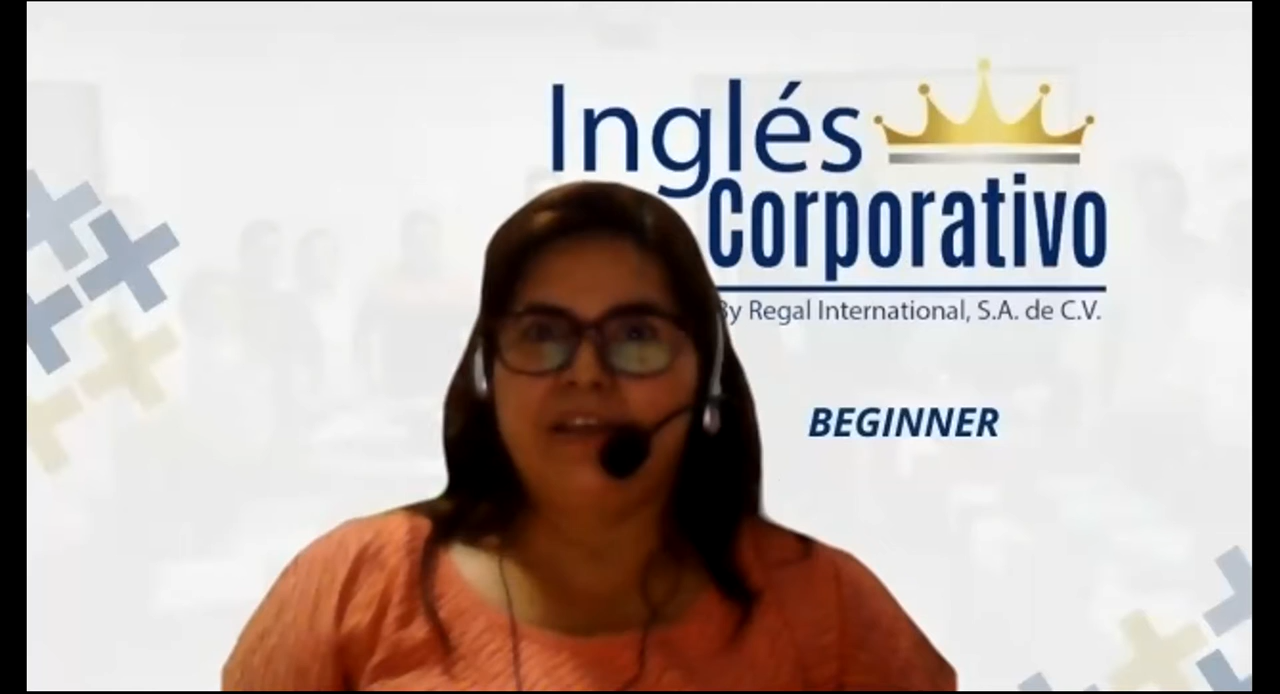 Inglés
Corporativo
By Regal International, S.A. de C.V.
BEGINNER